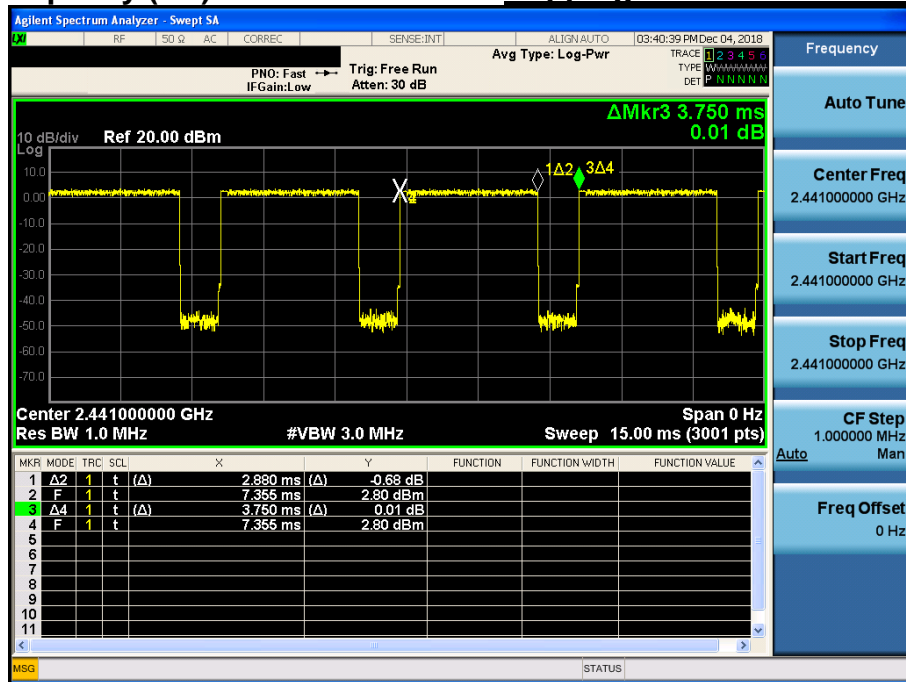 Agilent Spectrum Analyzer - Swept SA
LXI RF 50 Ω AC CORREC SENSE:INT ALIGN AUTO 03:40:39 PM Dec 04, 2018
Avg Type: Log-Pwr TRACE 1 2 3 4 5 6
PNO: Fast Trig: Free Run TYPE WWWWWW
IFGain:Low Atten: 30 dB DET P N N N N N
ΔMkr3 3.750 ms
0.01 dB
10 dB/div Ref 20.00 dBm
Log
10.0
0.00
-10.0
-20.0
-30.0
-40.0
-50.0
-60.0
-70.0
1Δ2 3Δ4
4
Center 2.441000000 GHz Span 0 Hz
Res BW 1.0 MHz #VBW 3.0 MHz Sweep 15.00 ms (3001 pts)
MKR MODE TRC SCL X Y FUNCTION FUNCTION WIDTH FUNCTION VALUE
1 Δ2 1 t (Δ) 2.880 ms (Δ) -0.68 dB
2 F 1 t 7.355 ms 2.80 dBm
3 Δ4 1 t (Δ) 3.750 ms (Δ) 0.01 dB
4 F 1 t 7.355 ms 2.80 dBm
5
6
7
8
9
10
11
MSG STATUS
Frequency
Auto Tune
Center Freq
2.441000000 GHz
Start Freq
2.441000000 GHz
Stop Freq
2.441000000 GHz
CF Step
1.000000 MHz
Auto Man
Freq Offset
0 Hz